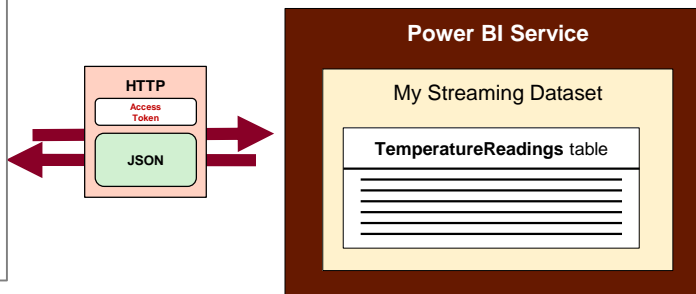 Power BI Service
HTTP
Access
Token
JSON
My Streaming Dataset
TemperatureReadings table